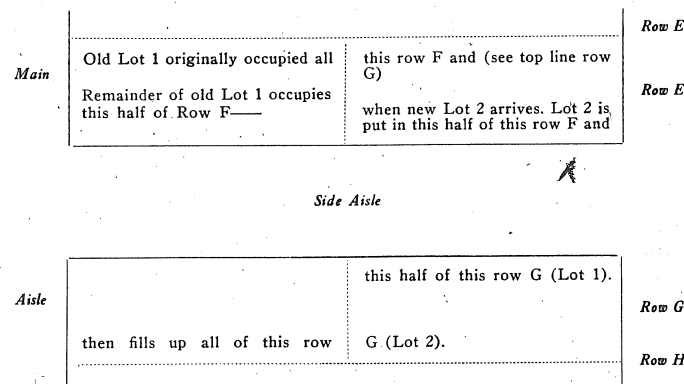 Row E
Old Lot 1 originally occupied all
this row F and (see top line row
G)
Main
Row E
Remainder of old Lot 1 occupies
this half of Row F——
when new Lot 2 arrives. Lot 2 is
put in this half of this row F and
Side Aisle
this half of this row G (Lot 1).
Aisle
Row G
then fills up all of this row
G (Lot 2).
Row H